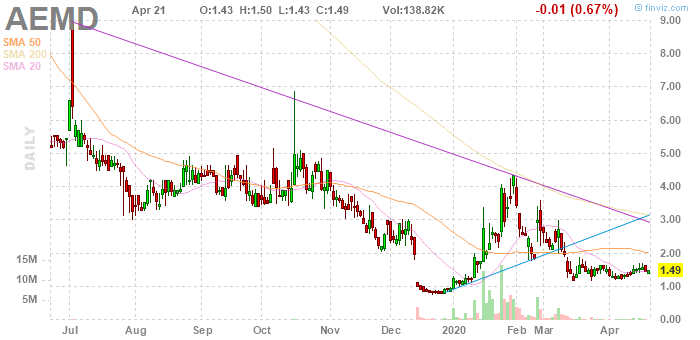 AEMD
Apr 21 O:1.43 H:1.50 L:1.43 C:1.49 Vol:138.82K -0.01 (0.67%)
© finviz.com
SMA 50
SMA 200
SMA 20
DAILY
9.00
8.00
7.00
6.00
5.00
4.00
3.00
2.00
1.49
1.00
0.00
15M
10M
5M
Jul Aug Sep Oct Nov Dec 2020 Feb Mar Apr